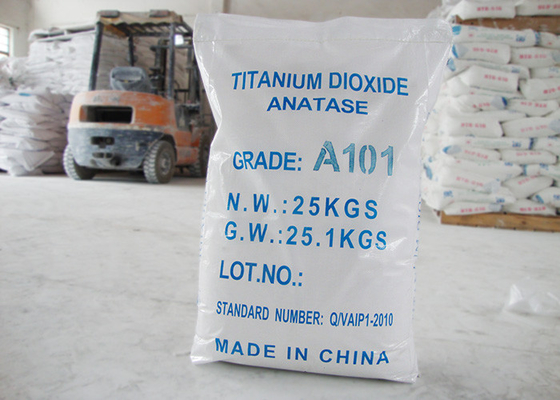 TITANIUM DIOXIDE
ANATASE
GRADE: A101
N.W.:25KGS
G.W.:25.1KGS
LOT.NO.:
STANDARD NUMBER: Q/VAIP1-2010
MADE IN CHINA